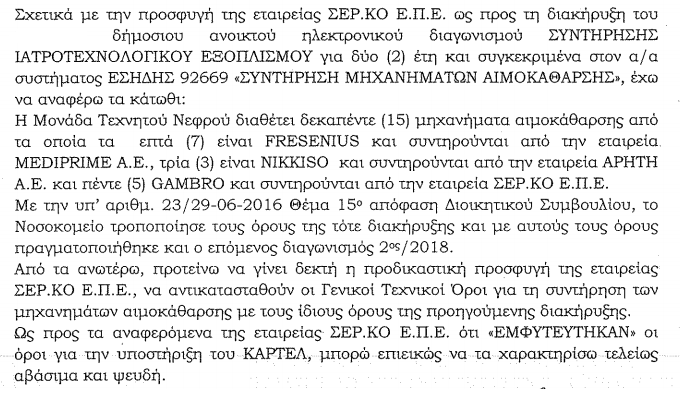 Σχετικά με την προσφυγή της εταιρείας ΣΕΡ.ΚΟ Ε.Π.Ε. ως προς τη διακήρυξη του
δήμοσιου ανοικτού ηλεκτρονικού διαγωνισμού ΣΥΝΤΗΡΗΣΗΣ
ΙΑΤΡΟΤΕΧΝΟΛΟΓΙΚΟΥ ΕΞΟΠΛΙΣΜΟΥ για δύο (2) έτη και συγκεκριμένα στον α/α
συστήματος ΕΣΗΔΗΣ 92669 «ΣΥΝΤΗΡΗΣΗ ΜΗΧΑΝΗΜΑΤΩΝ ΑΙΜΟΚΑΘΑΡΣΗΣ», έχω
να αναφέρω τα κάτωθι:
Η Μονάδα Τεχνητού Νεφρού διαθέτει δεκαπέντε (15) μηχανήματα αιμοκάθαρσης από
τα οποία τα επτά (7) είναι FRESENIUS και συντηρούνται από την εταιρεία
MEDIPRIME A.E., τρία (3) είναι NIKKISO και συντηρούνται από την εταιρεία ΑΡΗΤΗ
Α.Ε. και πέντε (5) GAMBRO και συντηρούνται από την εταιρεία ΣΕΡ.ΚΟ Ε.Π.Ε.
Με την υπ' αριθμ. 23/29-06-2016 Θέμα 15ο απόφαση Διοικητικού Συμβουλίου, το
Νοσοκομείο τροποποίησε τους όρους της τότε διακήρυξης και με αυτούς τους όρους
πραγματοποιήθηκε και ο επόμενος διαγωνισμός 2ος/2018.
Από τα ανωτέρω, προτείνω να γίνει δεκτή η προδικαστική προσφυγή της εταιρείας
ΣΕΡ.ΚΟ Ε.Π.Ε., να αντικατασταθούν οι Γενικοί Τεχνικοί Όροι για τη συντήρηση των
μηχανημάτων αιμοκάθαρσης με τους ίδιους όρους της προηγούμενης διακήρυξης.
Ως προς τα αναφερόμενα της εταιρείας ΣΕΡ.ΚΟ Ε.Π.Ε. ότι «ΕΜΦΥΤΕΥΤΗΚΑΝ» οι
όροι για την υποστήριξη του ΚΑΡΤΕΛ, μπορώ επιεικώς να τα χαρακτηρίσω τελείως
αβάσιμα και ψευδή.